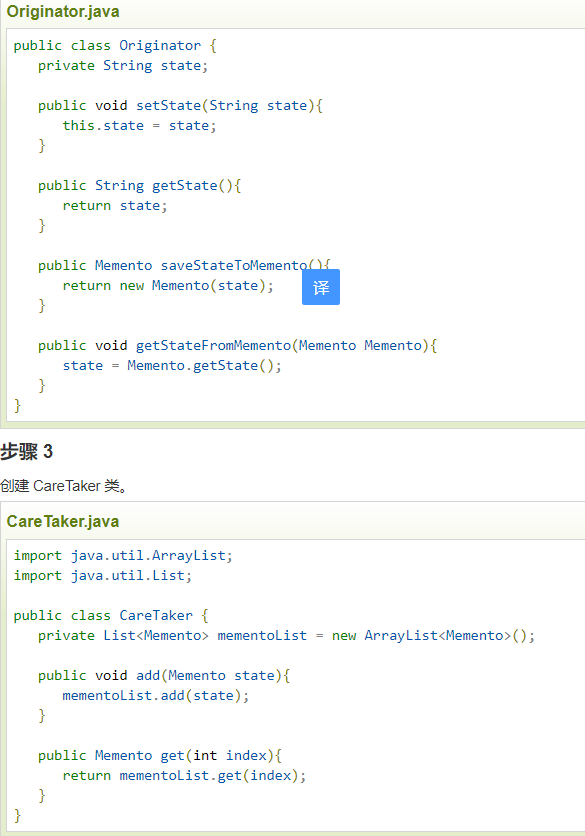 Originator.java
public class Originator {
   private String state;

   public void setState(String state){
      this.state = state;
   }

   public String getState(){
      return state;
   }

   public Memento saveStateToMemento(){
      return new Memento(state);
译
   }

   public void getStateFromMemento(Memento Memento){
      state = Memento.getState();
   }
}
步骤 3
创建 CareTaker 类。
CareTaker.java
import java.util.ArrayList;
import java.util.List;

public class CareTaker {
   private List<Memento> mementoList = new ArrayList<Memento>();

   public void add(Memento state){
      mementoList.add(state);
   }

   public Memento get(int index){
      return mementoList.get(index);
   }
}